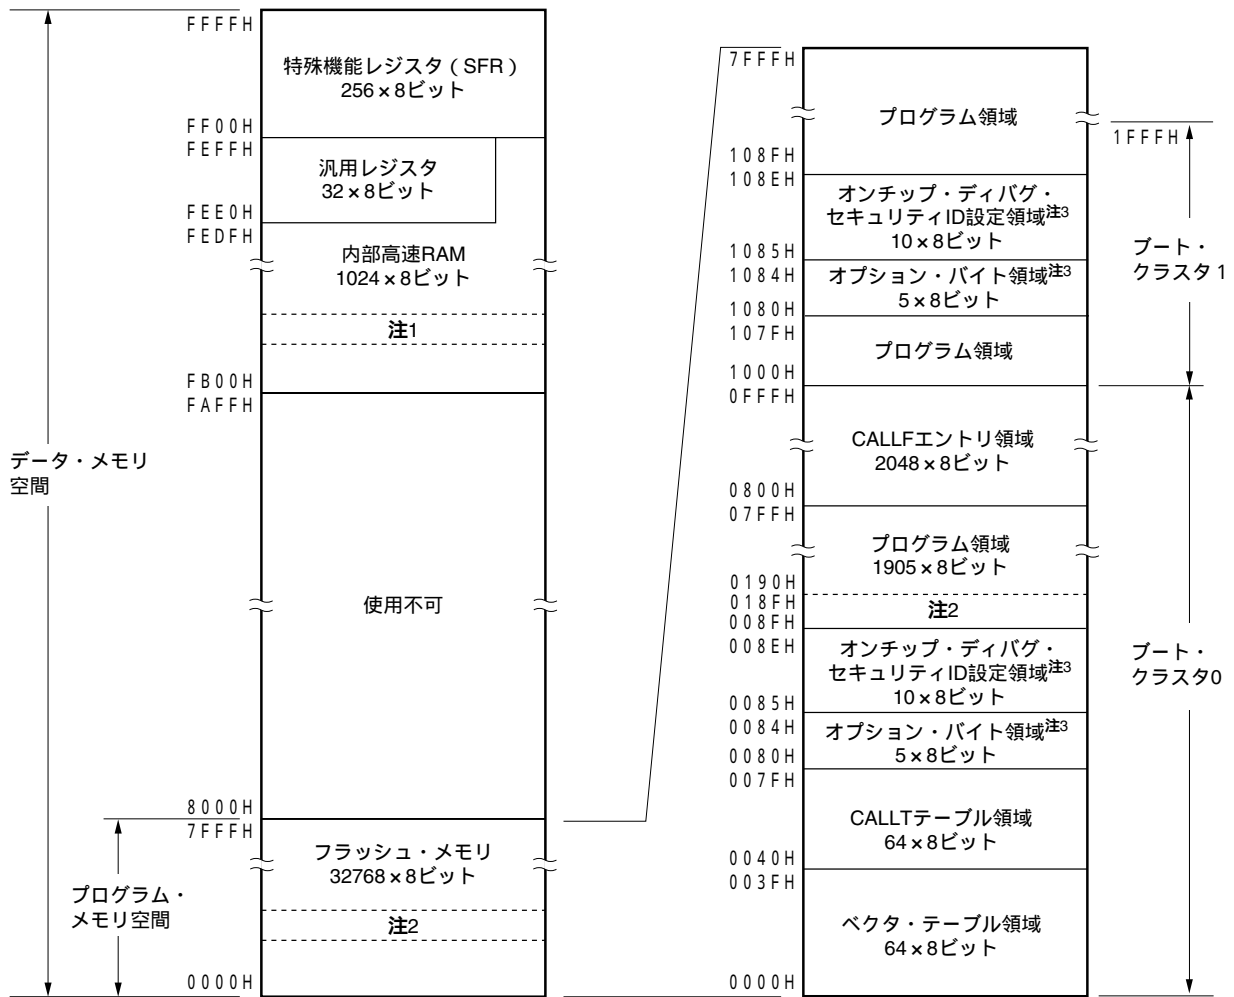 FFFFH
特殊機能レジスタ(SFR)
256×8ビット
FF00H
FEFFH
汎用レジスタ
32×8ビット
FEE0H
FEDFH
内部高速RAM
1024×8ビット
注1
FB00H
FAFFH
データ・メモリ
空間
使用不可
8000H
7FFFH
フラッシュ・メモリ
32768×8ビット
プログラム・
メモリ空間
注2
0000H
7FFFH
プログラム領域
1FFFH
108FH
108EH
オンチップ・ディバグ・
セキュリティID設定領域注3
10×8ビット
ブート・
クラスタ1
1085H
1084H
オプション・バイト領域注3
5×8ビット
1080H
107FH
プログラム領域
1000H
0FFFH
CALLFエントリ領域
2048×8ビット
0800H
07FFH
プログラム領域
1905×8ビット
0190H
018FH
注2
008FH
008EH
オンチップ・ディバグ・
セキュリティID設定領域注3
10×8ビット
ブート・
クラスタ0
0085H
0084H
オプション・バイト領域注3
5×8ビット
0080H
007FH
CALLTテーブル領域
64×8ビット
0040H
003FH
ベクタ・テーブル領域
64×8ビット
0000H